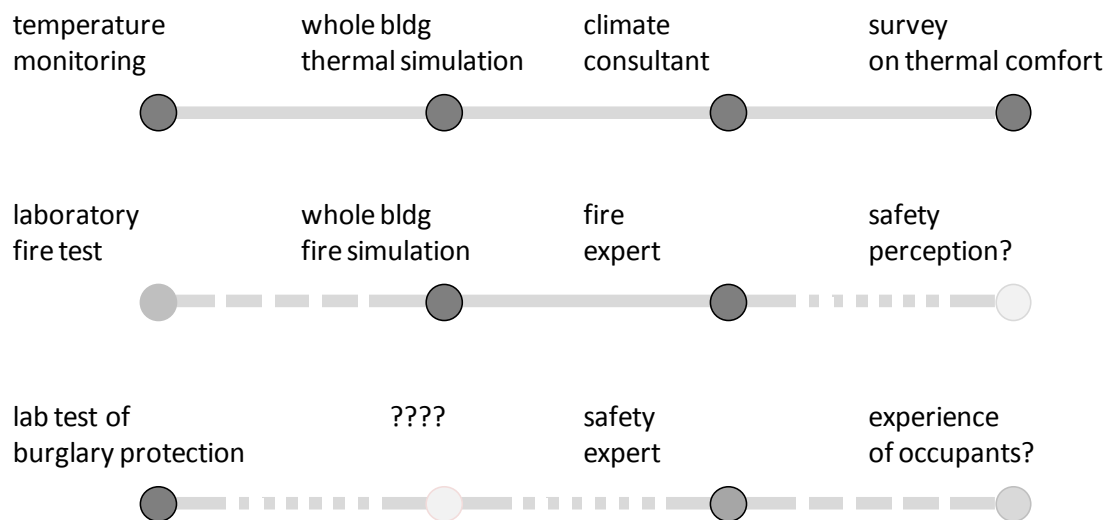 temperature
monitoring
whole bldg
thermal simulation
climate
consultant
survey
on thermal comfort
laboratory
fire test
whole bldg
fire simulation
fire
expert
safety
perception?
lab test of
burglary protection
????
safety
expert
experience
of occupants?